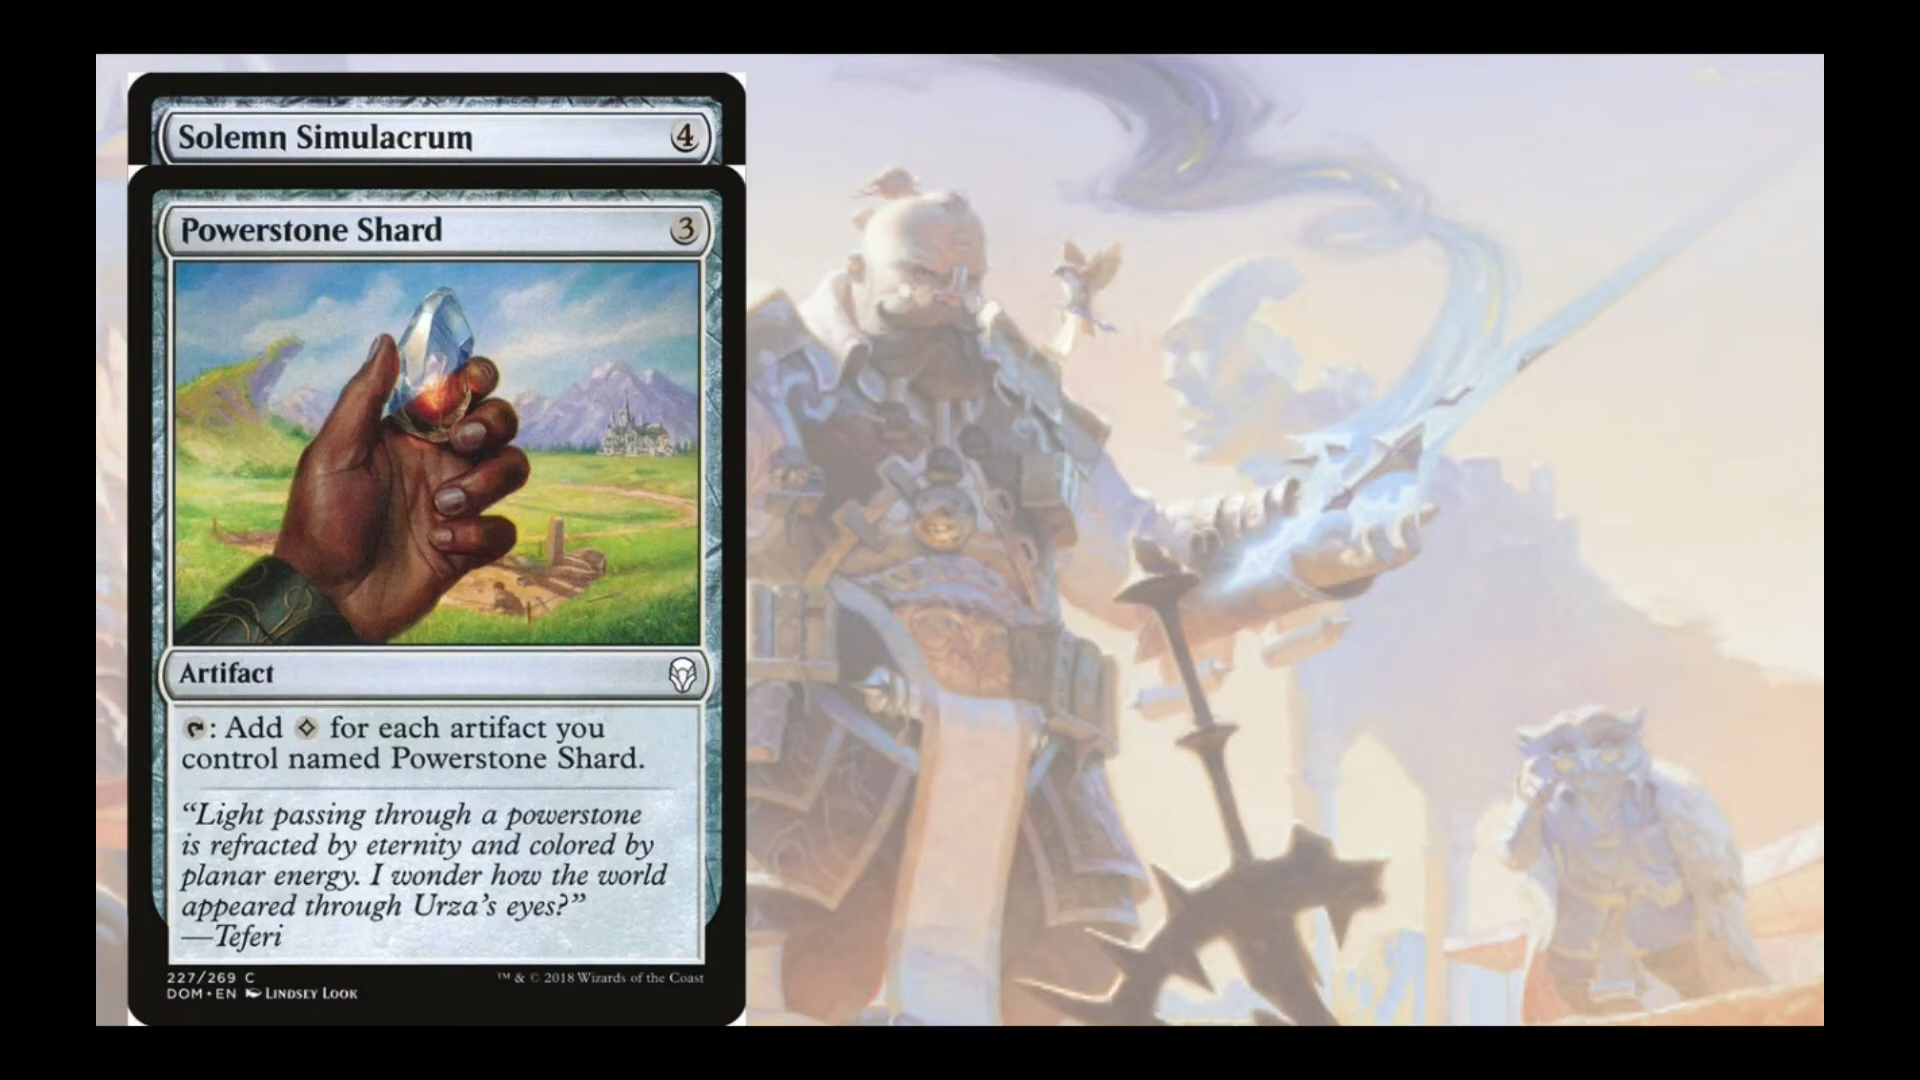 Solemn Simulacrum 4
Powerstone Shard 3
Artifact
: Add for each artifact you
control named Powerstone Shard.
“Light passing through a powerstone
is refracted by eternity and colored by
planar energy. I wonder how the world
appeared through Urza’s eyes?”
—Teferi
227/269 C ™ & © 2018 Wizards of the Coast
DOM • EN Lindsey Look